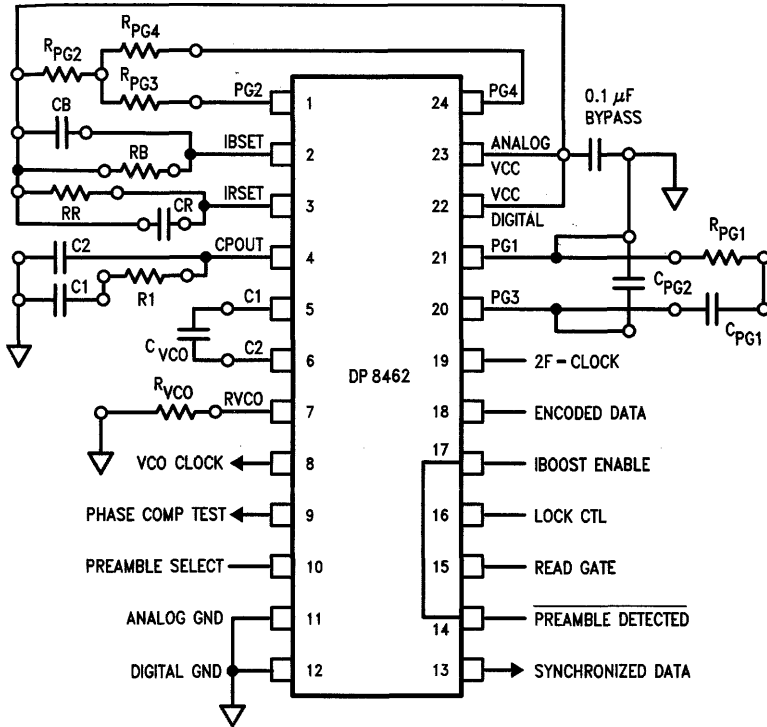 RPG4
RPG2
RPG3
PG2
1
24
PG4
0.1 µF
BYPASS
CB
IBSET
2
23
ANALOG
VCC
RB
RR
IRSET
3
22
VCC
DIGITAL
CR
C2
CPOUT
4
21
PG1
RPG1
C1
R1
CPG2
C1
5
20
PG3
CPG1
CVCO
C2
6
19
2F-CLOCK
DP8462
RVCO
RVCO
7
18
ENCODED DATA
VCO CLOCK
8
17
IBOOST ENABLE
PHASE COMP TEST
9
16
LOCK CTL
PREAMBLE SELECT
10
15
READ GATE
ANALOG GND
11
14
PREAMBLE DETECTED
DIGITAL GND
12
13
SYNCHRONIZED DATA